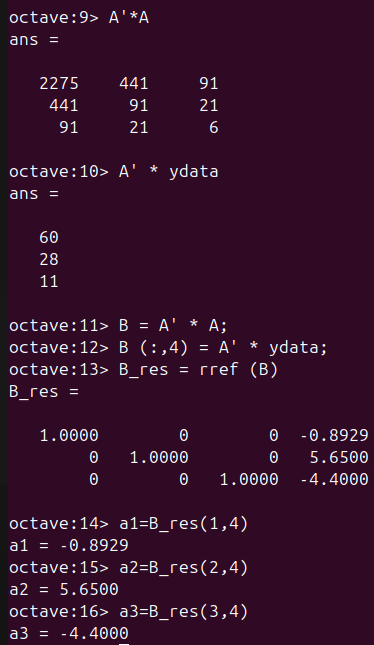 octave:9> A'*A
ans =
2275 441 91
441 91 21
91 21 6
octave:10> A' * ydata
ans =
60
28
11
octave:11> B = A' * A;
octave:12> B (:,4) = A' * ydata;
octave:13> B_res = rref (B)
B_res =
1.0000 0 0 -0.8929
0 1.0000 0 5.6500
0 0 1.0000 -4.4000
octave:14> a1=B_res(1,4)
a1 = -0.8929
octave:15> a2=B_res(2,4)
a2 = 5.6500
octave:16> a3=B_res(3,4)
a3 = -4.4000